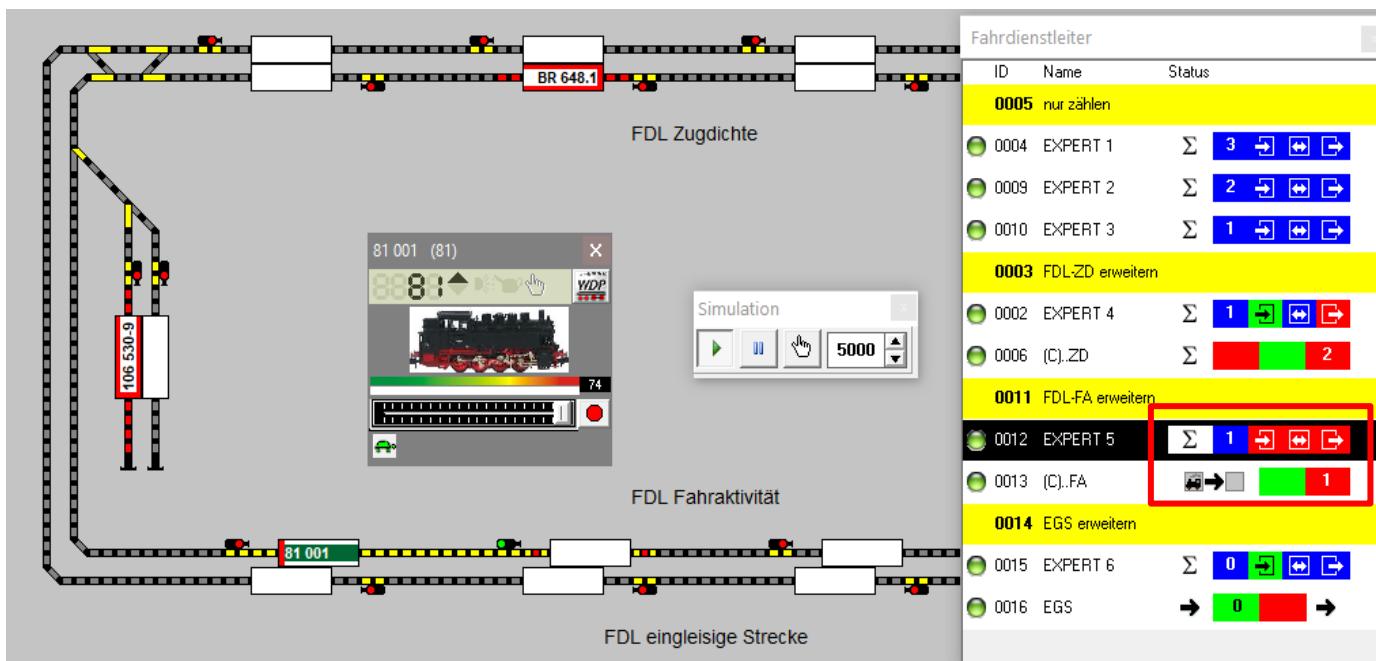 BR 648.1
FDL Zugdichte
106 530-9
81 001 (81)
81
WDP
74
Simulation
5000
FDL Fahraktivität
81 001
FDL eingleisige Strecke
Fahrdienstleiter
ID Name Status
0005 nur zählen
0004 EXPERT 1 Σ 3
0009 EXPERT 2 Σ 2
0010 EXPERT 3 Σ 1
0003 FDL-ZD erweitern
0002 EXPERT 4 Σ 1
0006 (C)..ZD Σ 2
0011 FDL-FA erweitern
0012 EXPERT 5 Σ 1
0013 (C)..FA 1
0014 EGS erweitern
0015 EXPERT 6 Σ 0
0016 EGS 0